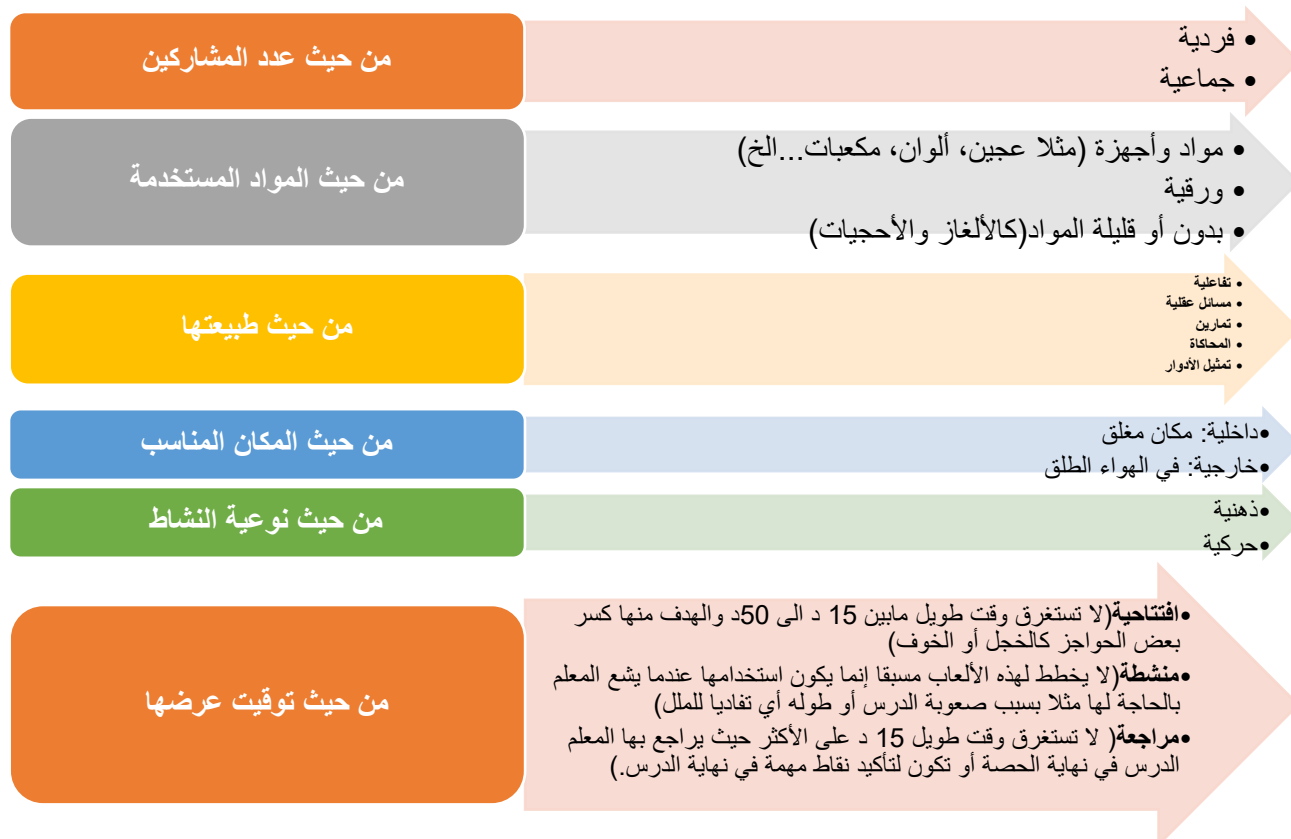 من حيث عدد المشاركين
• فردية
• جماعية
من حيث المواد المستخدمة
• مواد وأجهزة (مثلا عجين، ألوان، مكعبات...الخ)
• ورقية
• بدون أو قليلة المواد(كالألغاز والأحجيات)
من حيث طبيعتها
• تفاعلية
• مسائل عقلية
• تمارين
• المحاكاة
• تمثيل الأدوار
من حيث المكان المناسب
•داخلية: مكان مغلق
•خارجية: في الهواء الطلق
من حيث نوعية النشاط
•ذهنية
•حركية
من حيث توقيت عرضها
•افتتاحية(لا تستغرق وقت طويل مابين 15 د الى 50د والهدف منها كسر
بعض الحواجز كالخجل أو الخوف)
•منشطة(لا يخطط لهذه الألعاب مسبقا إنما يكون استخدامها عندما يشع المعلم
بالحاجة لها مثلا بسبب صعوبة الدرس أو طوله أي تفاديا للملل)
•مراجعة( لا تستغرق وقت طويل 15 د على الأكثر حيث يراجع بها المعلم
الدرس في نهاية الحصة أو تكون لتأكيد نقاط مهمة في نهاية الدرس.)